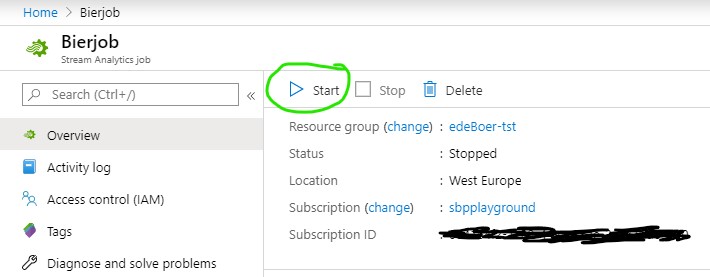 Home > Bierjob
Bierjob
Stream Analytics job
Search (Ctrl+/) «
Overview
Activity log
Access control (IAM)
Tags
Diagnose and solve problems
Start Stop Delete
Resource group (change) : edeBoer-tst
Status : Stopped
Location : West Europe
Subscription (change) : sbpplayground
Subscription ID :